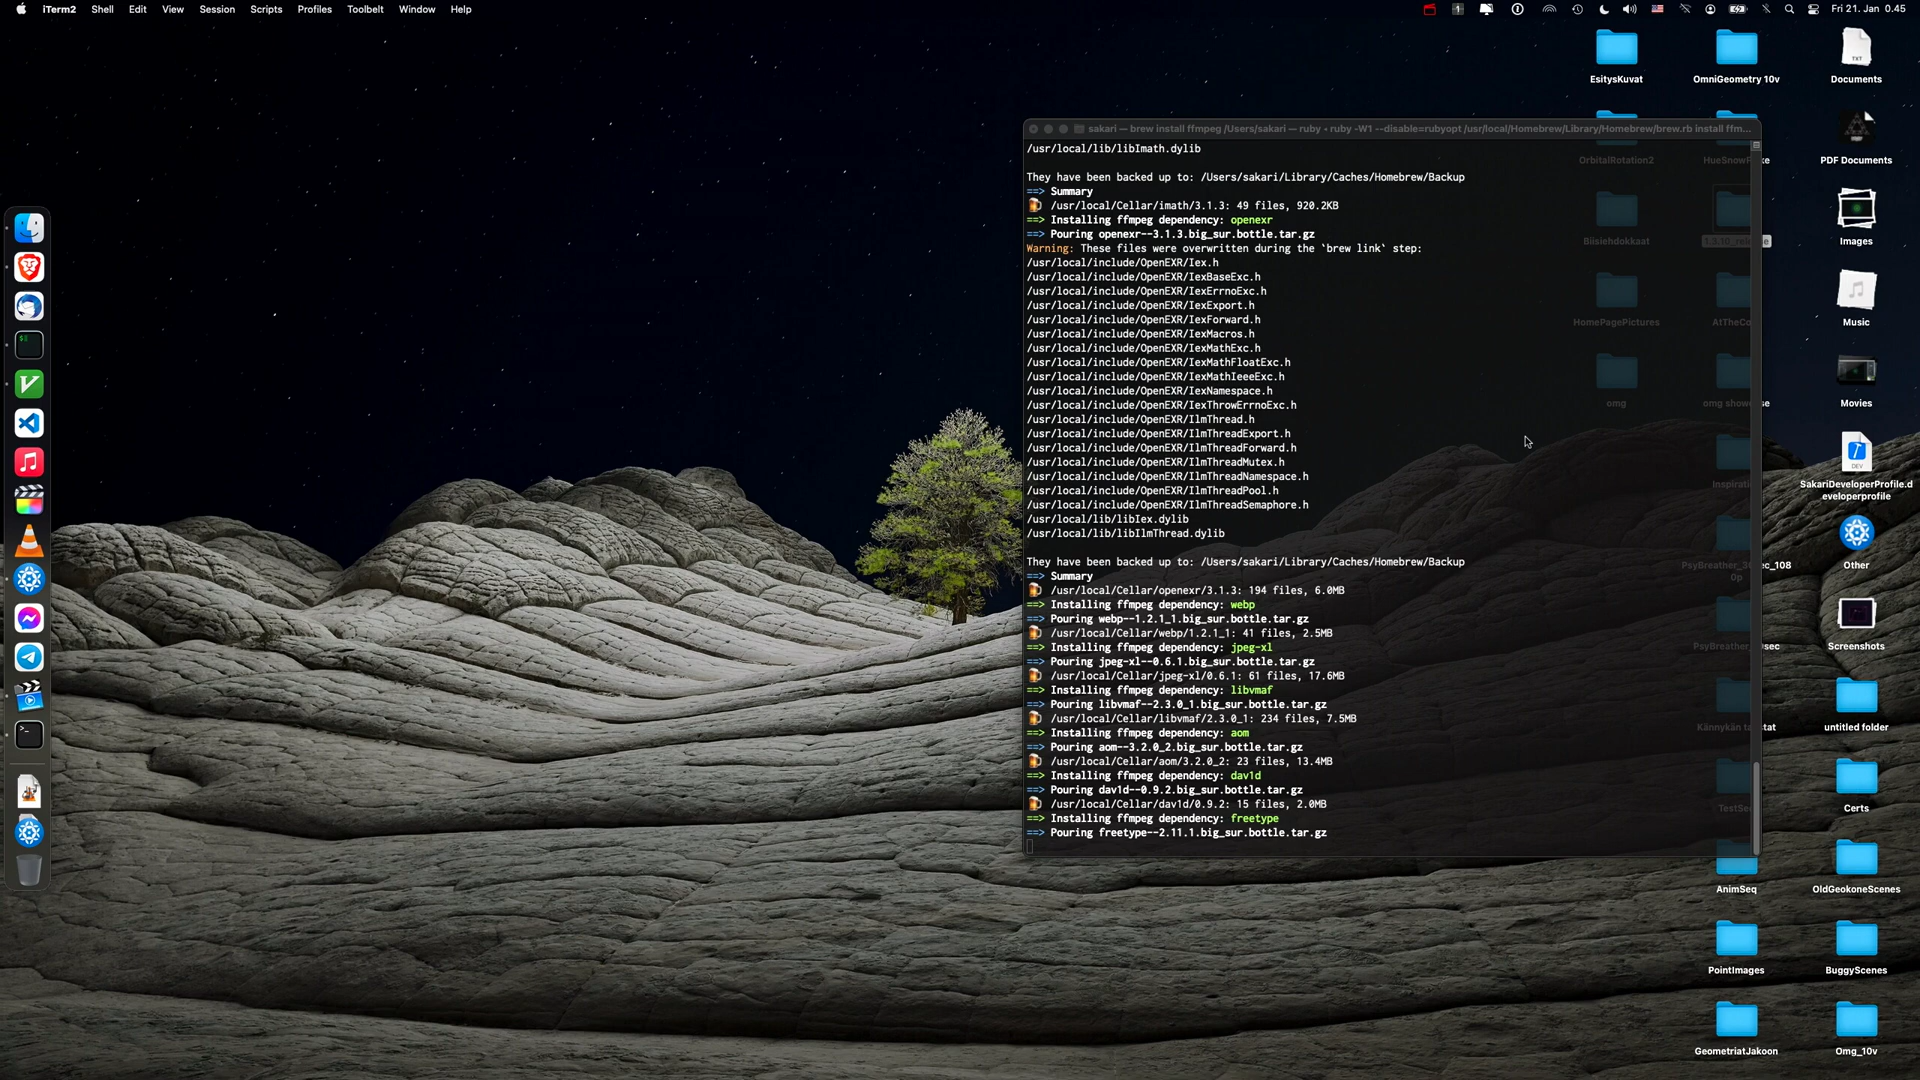 iTerm2 Shell Edit View Session Scripts Profiles Toolbelt Window Help
Fri 21. Jan 0.45
EsitysKuvat
OmniGeometry 10v
Documents
sakari — brew install ffmpeg /Users/sakari — ruby • ruby -W1 --disable=rubyopt /usr/local/Homebrew/Library/Homebrew/brew.rb install ffm...
/usr/local/lib/libImath.dylib
They have been backed up to: /Users/sakari/Library/Caches/Homebrew/Backup
==> Summary
/usr/local/Cellar/imath/3.1.3: 49 files, 920.2KB
==> Installing ffmpeg dependency: openexr
==> Pouring openexr--3.1.3.big_sur.bottle.tar.gz
Warning: These files were overwritten during the `brew link` step:
/usr/local/include/OpenEXR/Iex.h
/usr/local/include/OpenEXR/IexBaseExc.h
/usr/local/include/OpenEXR/IexErrnoExc.h
/usr/local/include/OpenEXR/IexExport.h
/usr/local/include/OpenEXR/IexForward.h
/usr/local/include/OpenEXR/IexMacros.h
/usr/local/include/OpenEXR/IexMathExc.h
/usr/local/include/OpenEXR/IexMathFloatExc.h
/usr/local/include/OpenEXR/IexMathIeeeExc.h
/usr/local/include/OpenEXR/IexNamespace.h
/usr/local/include/OpenEXR/IexThrowErrnoExc.h
/usr/local/include/OpenEXR/IlmThread.h
/usr/local/include/OpenEXR/IlmThreadExport.h
/usr/local/include/OpenEXR/IlmThreadForward.h
/usr/local/include/OpenEXR/IlmThreadMutex.h
/usr/local/include/OpenEXR/IlmThreadNamespace.h
/usr/local/include/OpenEXR/IlmThreadPool.h
/usr/local/include/OpenEXR/IlmThreadSemaphore.h
/usr/local/lib/libIex.dylib
/usr/local/lib/libIlmThread.dylib
They have been backed up to: /Users/sakari/Library/Caches/Homebrew/Backup
==> Summary
/usr/local/Cellar/openexr/3.1.3: 194 files, 6.0MB
==> Installing ffmpeg dependency: webp
==> Pouring webp--1.2.1_1.big_sur.bottle.tar.gz
/usr/local/Cellar/webp/1.2.1_1: 41 files, 2.5MB
==> Installing ffmpeg dependency: jpeg-xl
==> Pouring jpeg-xl--0.6.1.big_sur.bottle.tar.gz
/usr/local/Cellar/jpeg-xl/0.6.1: 61 files, 17.6MB
==> Installing ffmpeg dependency: libvmaf
==> Pouring libvmaf--2.3.0_1.big_sur.bottle.tar.gz
/usr/local/Cellar/libvmaf/2.3.0_1: 234 files, 7.5MB
==> Installing ffmpeg dependency: aom
==> Pouring aom--3.2.0_2.big_sur.bottle.tar.gz
/usr/local/Cellar/aom/3.2.0_2: 23 files, 13.4MB
==> Installing ffmpeg dependency: dav1d
==> Pouring dav1d--0.9.2.big_sur.bottle.tar.gz
/usr/local/Cellar/dav1d/0.9.2: 15 files, 2.0MB
==> Installing ffmpeg dependency: freetype
==> Pouring freetype--2.11.1.big_sur.bottle.tar.gz
OrbitalRotation2
PDF Documents
Biisiehdokkaat
Images
HomePagePictures
Music
omg
Movies
SakariDeveloperProfile.d
eveloperprofile
Other
Screenshots
untitled folder
Certs
AnimSeq
OldGeokoneScenes
PointImages
BuggyScenes
GeometriatJakoon
Omg_10v